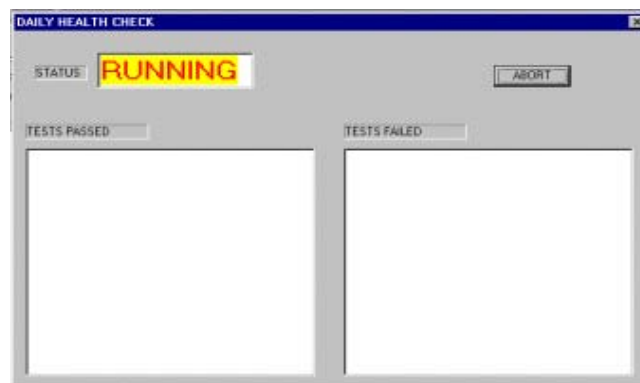 DAILY HEALTH CHECK
STATUS RUNNING ABORT
TESTS PASSED TESTS FAILED